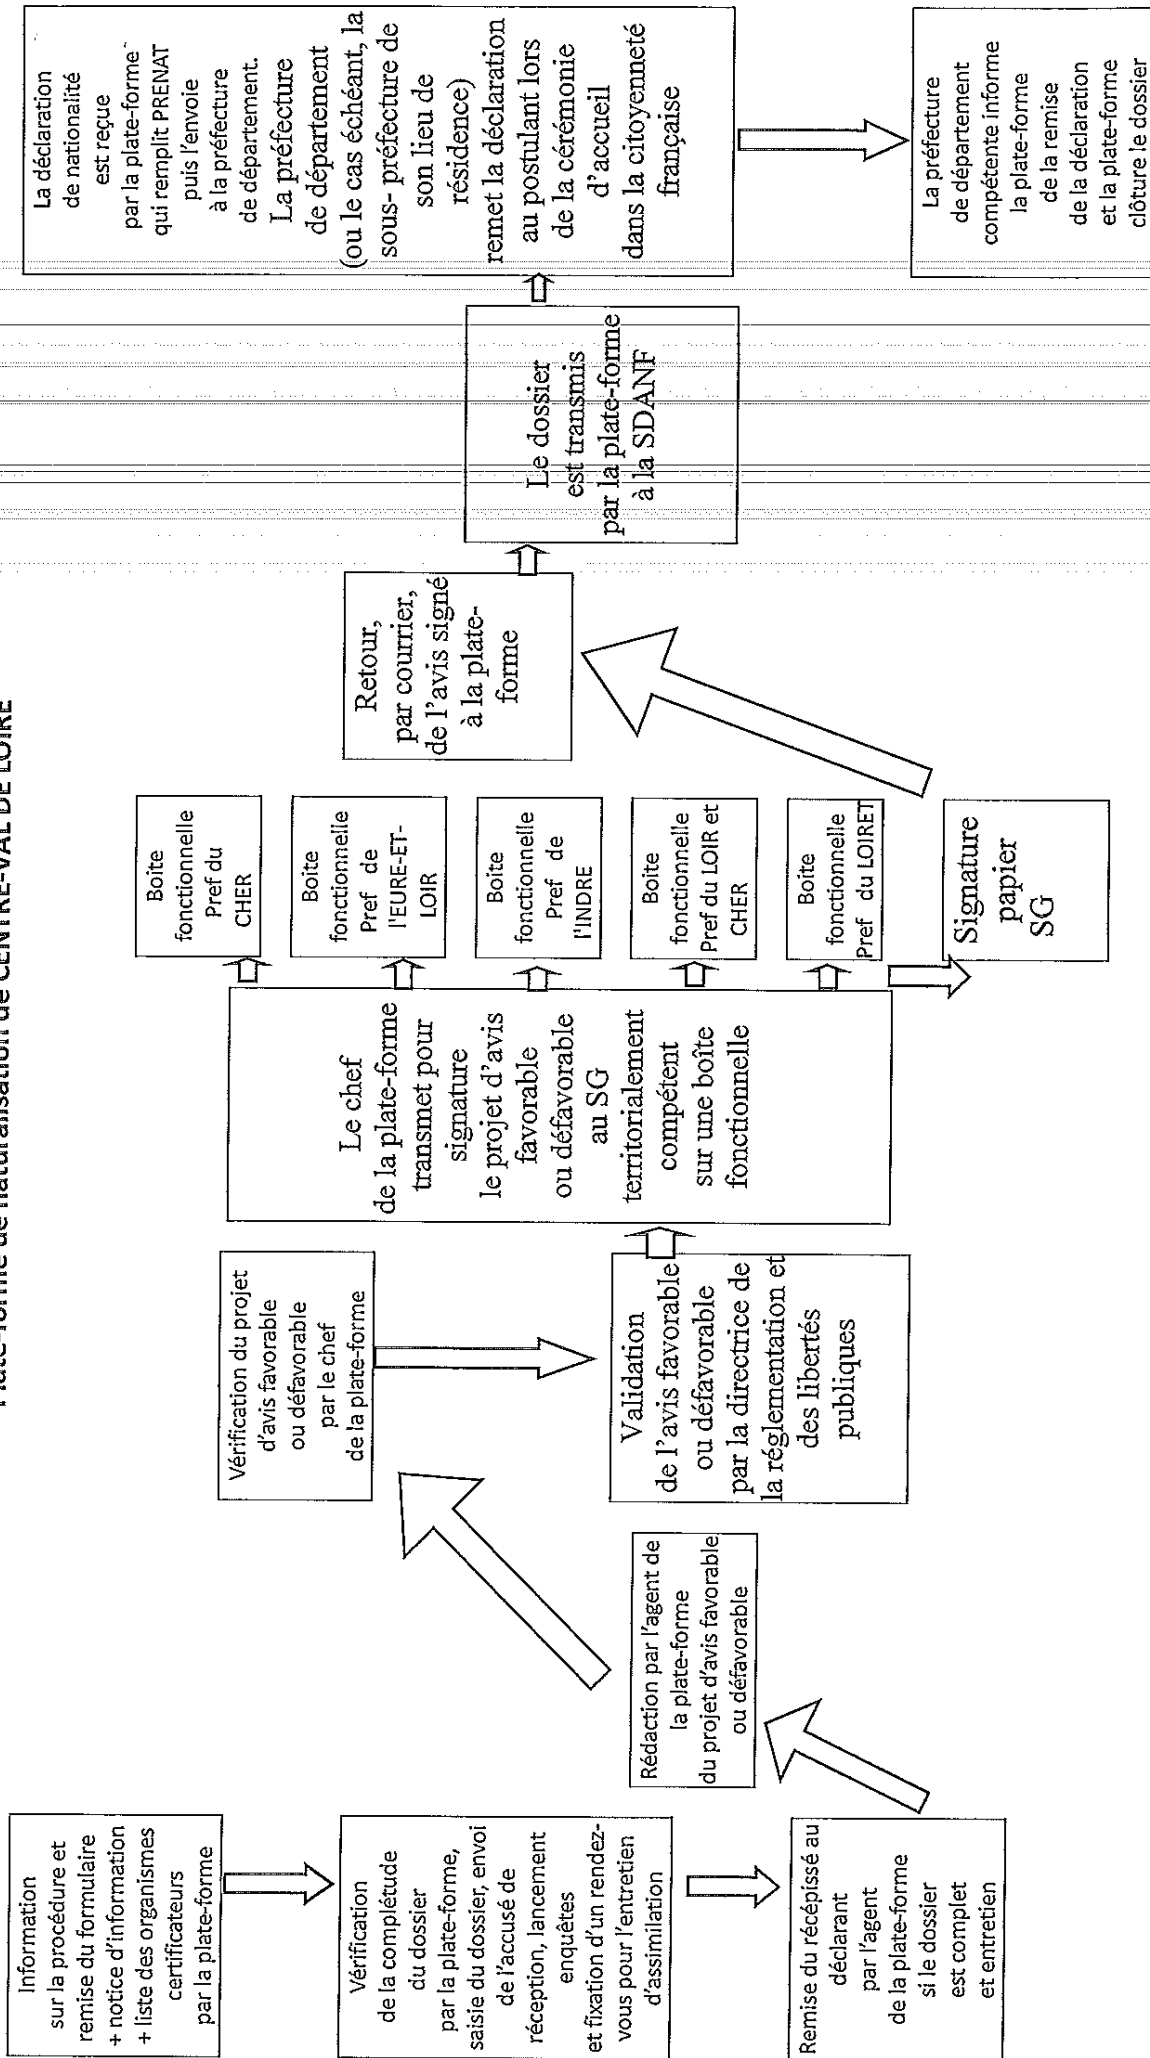 Plate-forme de naturalisation de CENTRE-VAL DE LOIRE
Information
sur la procédure et
remise du formulaire
+ notice d'information
+ liste des organismes
certificateurs
par la plate-forme
Vérification
de la complétude
du dossier
par la plate-forme,
saisie du dossier, envoi
de l'accusé de
réception, lancement
enquêtes
et fixation d'un rendez-
vous pour l'entretien
d'assimilation
Remise du récépissé au
déclarant
par l'agent
de la plate-forme
si le dossier
est complet
et entretien
Rédaction par l'agent de
la plate-forme
du projet d'avis favorable
ou défavorable
Vérification du projet
d'avis favorable
ou défavorable
par le chef
de la plate-forme
Validation
de l'avis favorable
ou défavorable
par la directrice de
la réglementation et
des libertés
publiques
Le chef
de la plate-forme
transmet pour
signature
le projet d'avis
favorable
ou défavorable
au SG
territorialement
compétent
sur une boîte
fonctionnelle
Boite
fonctionnelle
Pref du
CHER
Boite
fonctionnelle
Pref de
l'EURE-ET-
LOIR
Boite
fonctionnelle
Pref de
l'INDRE
Boite
fonctionnelle
Pref du LOIR et
CHER
Boite
fonctionnelle
Pref du LOIRET
Signature
papier
SG
Retour,
par courrier,
de l'avis signé
à la plate-
forme
Le dossier
est transmis
par la plate-forme
à la SDANF
La déclaration
de nationalité
est reçue
par la plate-forme
qui remplit PRENAT
puis l'envoie
à la préfecture
de département.
La préfecture
de département
(ou le cas échéant, la
sous- préfecture de
son lieu de
résidence)
remet la déclaration
au postulant lors
de la cérémonie
d'accueil
dans la citoyenneté
française
La préfecture
de département
compétente informe
la plate-forme
de la remise
de la déclaration
et la plate-forme
clôture le dossier